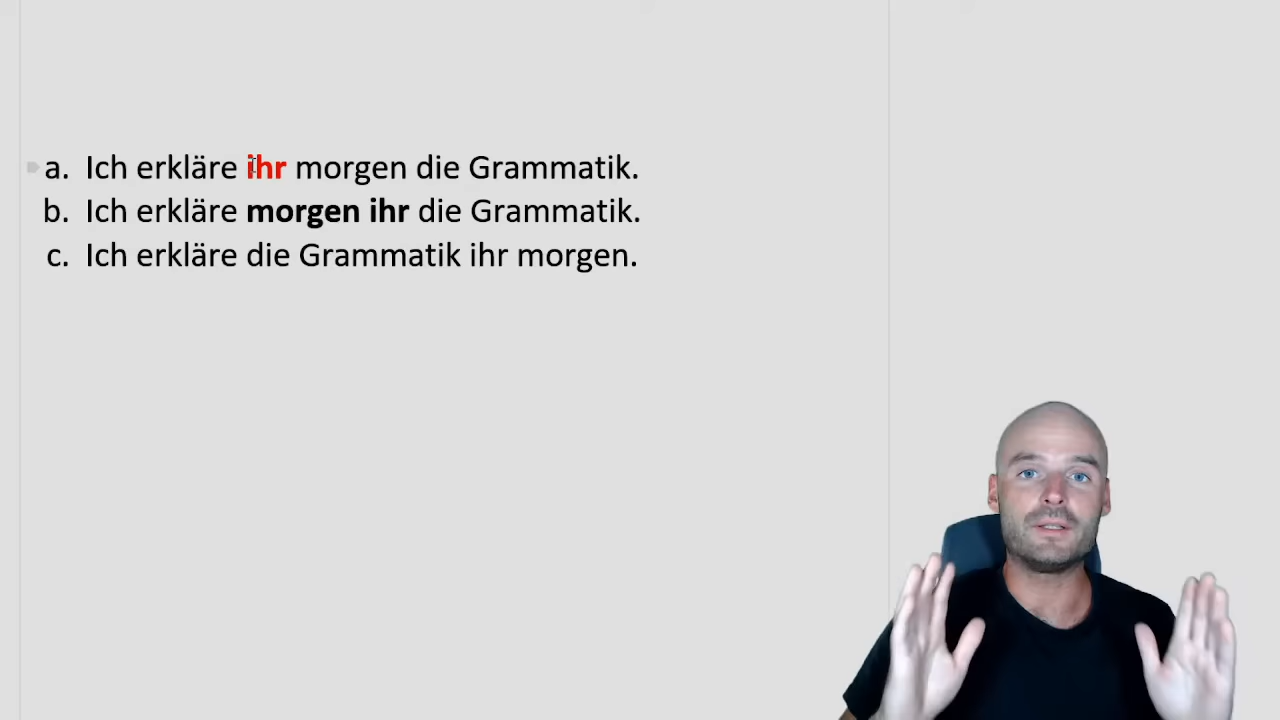 a. Ich erkläre ihr morgen die Grammatik.
b. Ich erkläre morgen ihr die Grammatik.
c. Ich erkläre die Grammatik ihr morgen.